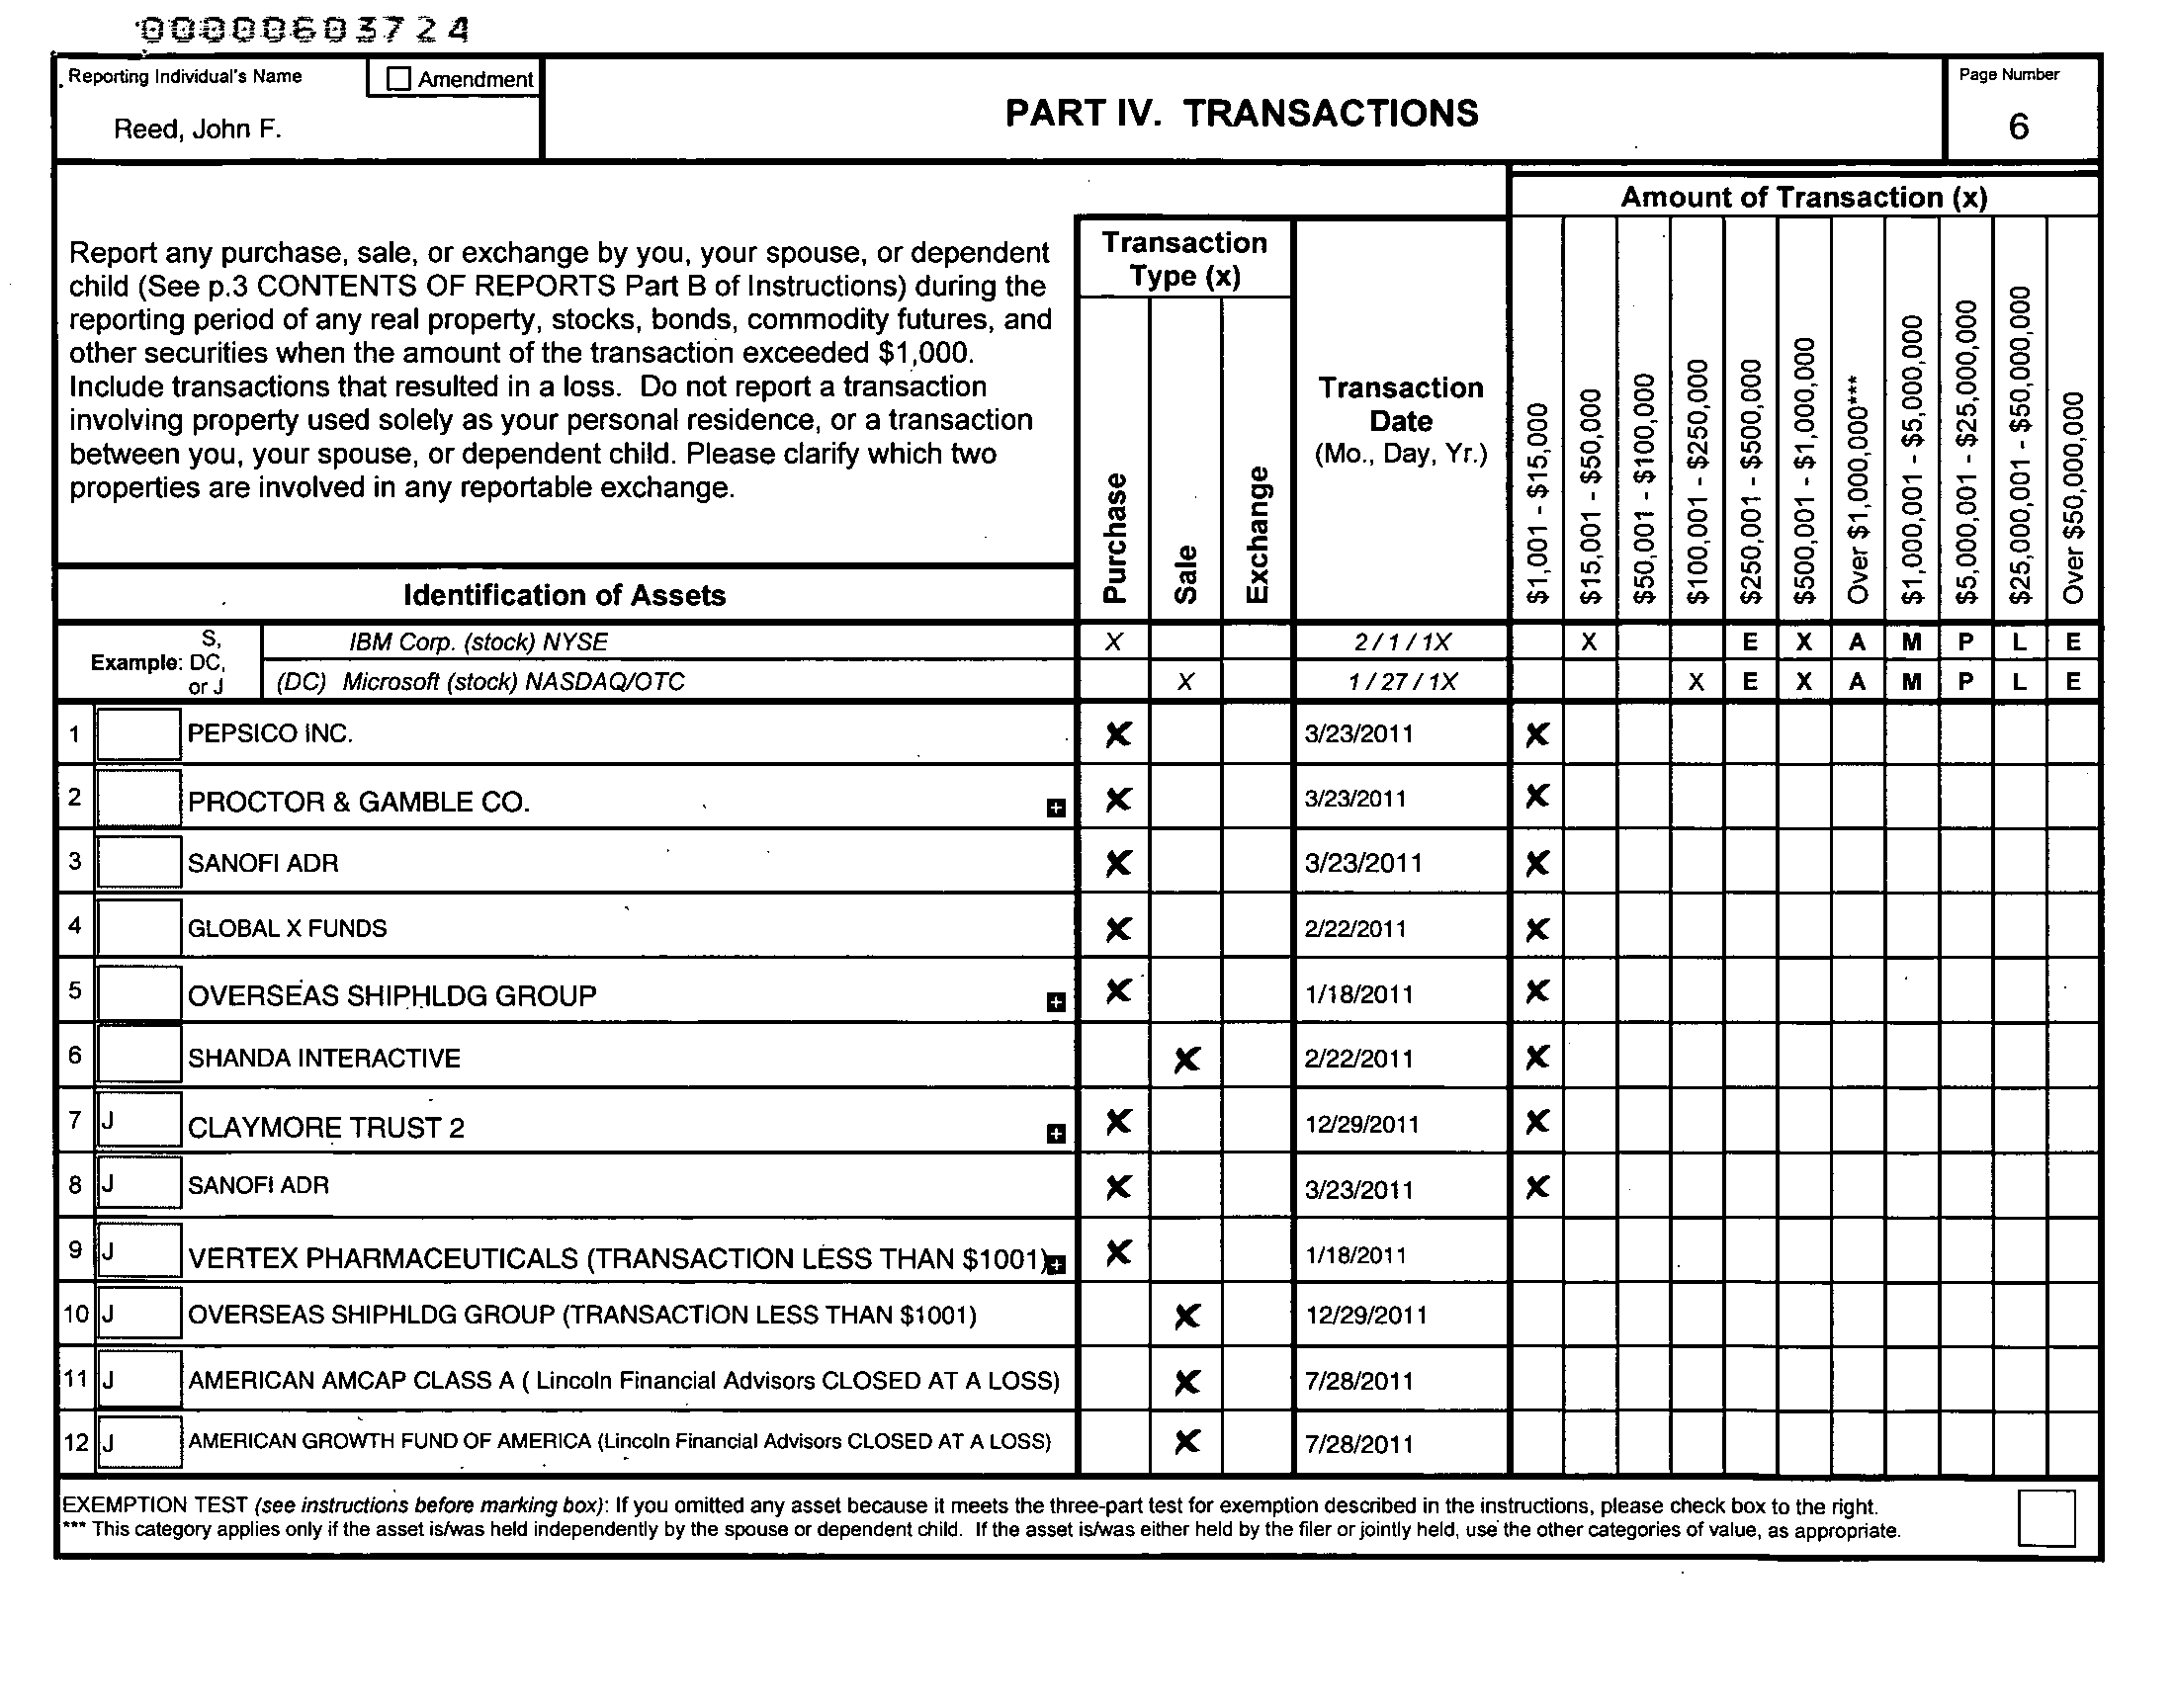 00000603724
Reporting Individual's Name
Amendment
Reed, John F.
PART IV. TRANSACTIONS
Page Number
6
Report any purchase, sale, or exchange by you, your spouse, or dependent
child (See p.3 CONTENTS OF REPORTS Part B of Instructions) during the
reporting period of any real property, stocks, bonds, commodity futures, and
other securities when the amount of the transaction exceeded $1,000.
Include transactions that resulted in a loss. Do not report a transaction
involving property used solely as your personal residence, or a transaction
between you, your spouse, or dependent child. Please clarify which two
properties are involved in any reportable exchange.
Identification of Assets
Transaction
Type (x)
Purchase
Sale
Exchange
Transaction
Date
(Mo., Day, Yr.)
Amount of Transaction (x)
$1,001 - $15,000
$15,001 - $50,000
$50,001 - $100,000
$100,001 - $250,000
$250,001 - $500,000
$500,001 - $1,000,000
Over $1,000,000***
$1,000,001 - $5,000,000
$5,000,001 - $25,000,000
$25,000,001 - $50,000,000
Over $50,000,000
Example: S,
DC,
or J
IBM Corp. (stock) NYSE X 2 / 1 / 1X X E X A M P L E
(DC) Microsoft (stock) NASDAQ/OTC X 1 / 27 / 1X X E X A M P L E
1 PEPSICO INC. X 3/23/2011 X
2 PROCTOR & GAMBLE CO. + X 3/23/2011 X
3 SANOFI ADR X 3/23/2011 X
4 GLOBAL X FUNDS X 2/22/2011 X
5 OVERSEAS SHIPHLDG GROUP + X 1/18/2011 X
6 SHANDA INTERACTIVE X 2/22/2011 X
7 J CLAYMORE TRUST 2 + X 12/29/2011 X
8 J SANOFI ADR X 3/23/2011 X
9 J VERTEX PHARMACEUTICALS (TRANSACTION LESS THAN $1001) + X 1/18/2011
10 J OVERSEAS SHIPHLDG GROUP (TRANSACTION LESS THAN $1001) X 12/29/2011
11 J AMERICAN AMCAP CLASS A ( Lincoln Financial Advisors CLOSED AT A LOSS) X 7/28/2011
12 J AMERICAN GROWTH FUND OF AMERICA (Lincoln Financial Advisors CLOSED AT A LOSS) X 7/28/2011
EXEMPTION TEST (see instructions before marking box): If you omitted any asset because it meets the three-part test for exemption described in the instructions, please check box to the right.
*** This category applies only if the asset is/was held independently by the spouse or dependent child. If the asset is/was either held by the filer or jointly held, use the other categories of value, as appropriate.